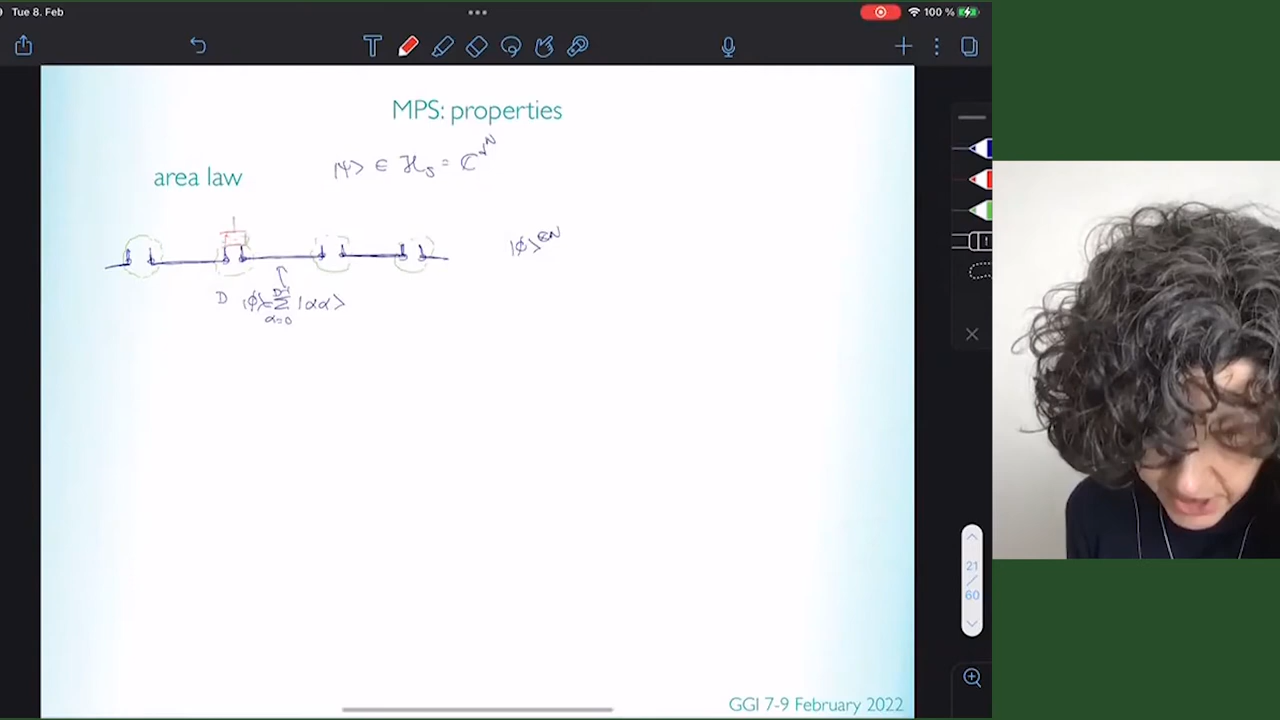 Tue 8. Feb
100 %
MPS: properties
area law
|ψ> ∈ ℋ_S = ℂ^{d^N}
|ϕ>^{⊗N}
D |ϕ> = Σ_{α=0}^{D-1} |αα>
21
/
60
GGI 7-9 February 2022